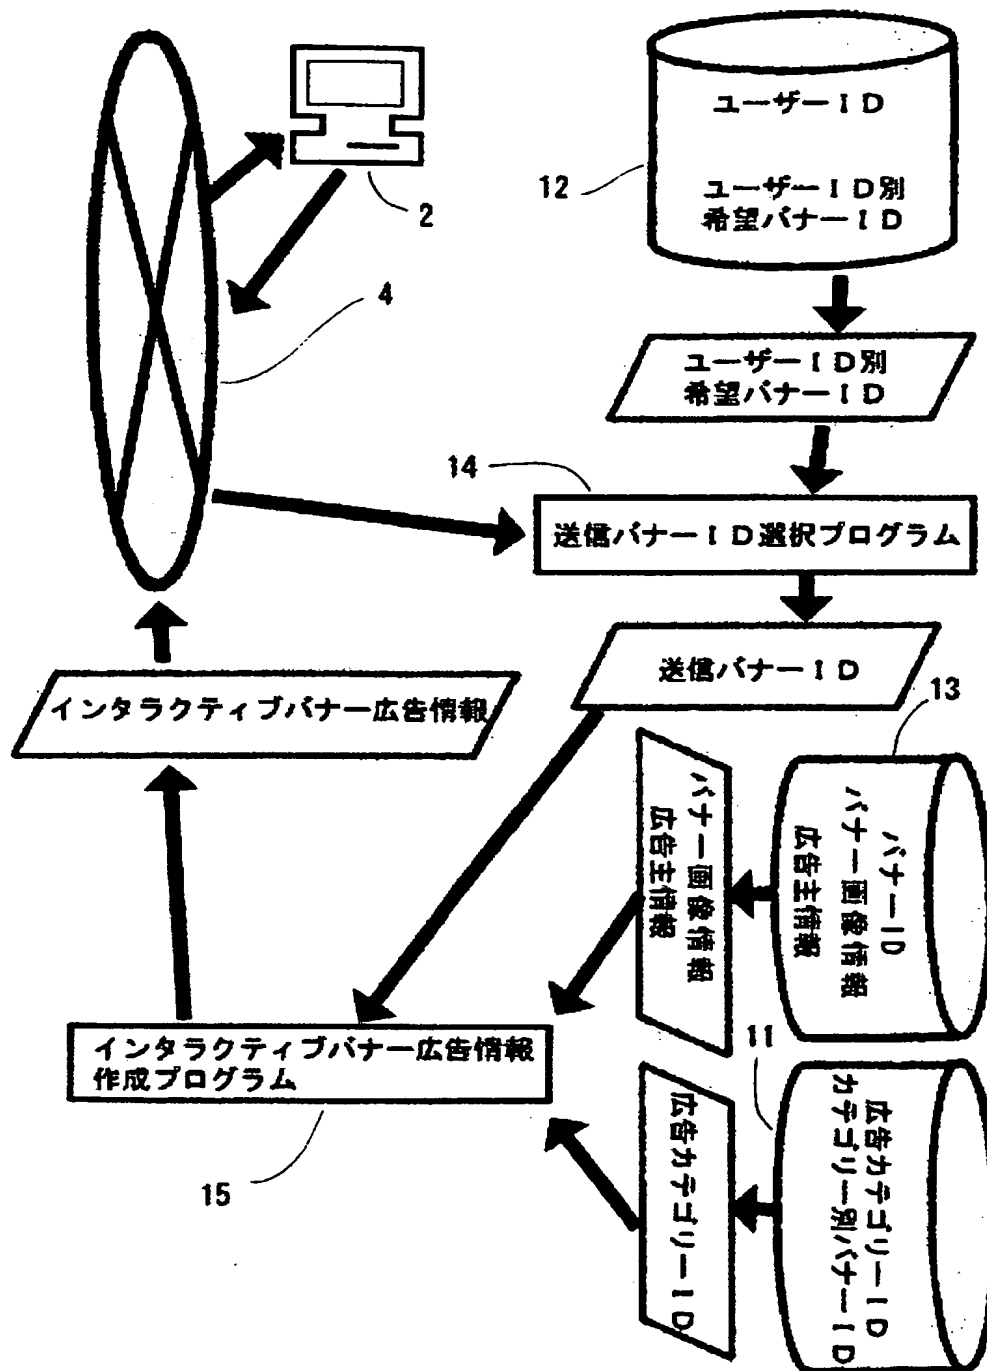 ユーザーID
ユーザーID別
希望バナーID
12
2
4
ユーザーID別
希望バナーID
14
送信バナーID選択プログラム
送信バナーID
インタラクティブバナー広告情報
13
バナーID
バナー画像情報
広告主情報
バナー画像情報
広告主情報
インタラクティブバナー広告情報
作成プログラム
15
11
広告カテゴリーID
カテゴリー別バナーID
広告カテゴリーID